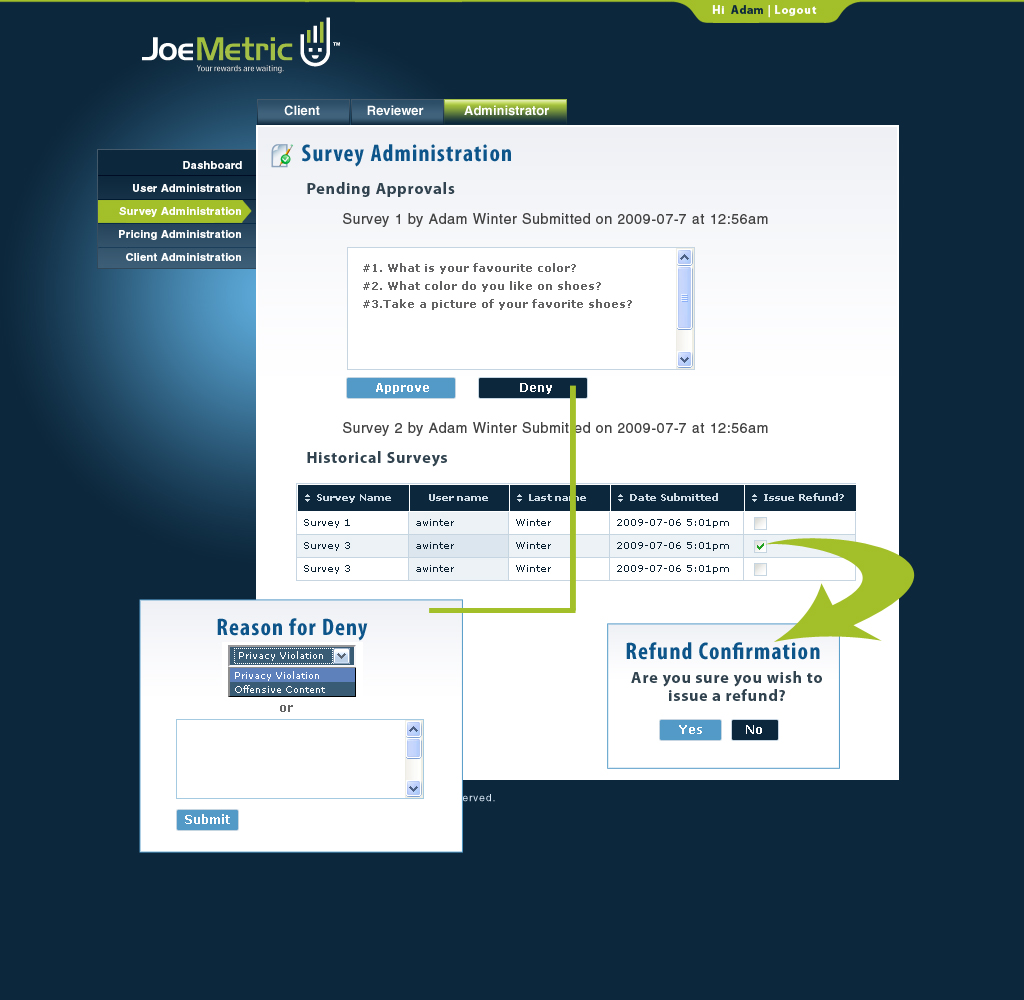 Hi Adam | Logout
JoeMetric™
Your rewards are waiting.
Client
Reviewer
Administrator
Dashboard
User Administration
Survey Administration
Pricing Administration
Client Administration
Survey Administration
Pending Approvals
Survey 1 by Adam Winter Submitted on 2009-07-7 at 12:56am
#1. What is your favourite color?
#2. What color do you like on shoes?
#3.Take a picture of your favorite shoes?
Approve
Deny
Survey 2 by Adam Winter Submitted on 2009-07-7 at 12:56am
Historical Surveys
Survey Name User name Last name Date Submitted Issue Refund?
Survey 1 awinter Winter 2009-07-06 5:01pm
Survey 3 awinter Winter 2009-07-06 5:01pm
Survey 3 awinter Winter 2009-07-06 5:01pm
Reason for Deny
Privacy Violation
Privacy Violation
Offensive Content
or
Submit
Refund Confirmation
Are you sure you wish to
issue a refund?
Yes
No
erved.